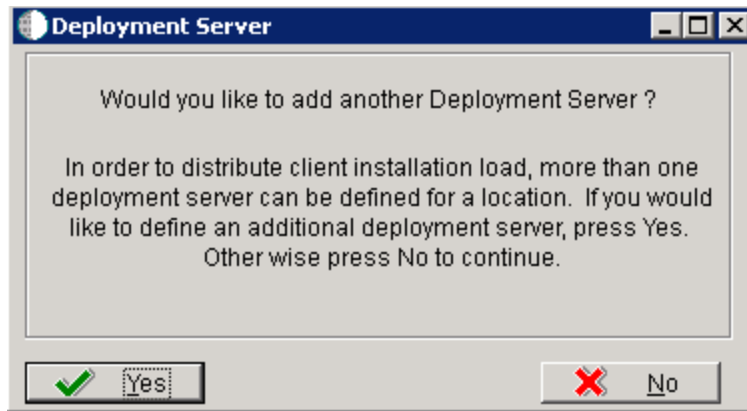 Deployment Server
Would you like to add another Deployment Server ?
In order to distribute client installation load, more than one
deployment server can be defined for a location. If you would
like to define an additional deployment server, press Yes.
Other wise press No to continue.
Yes
No